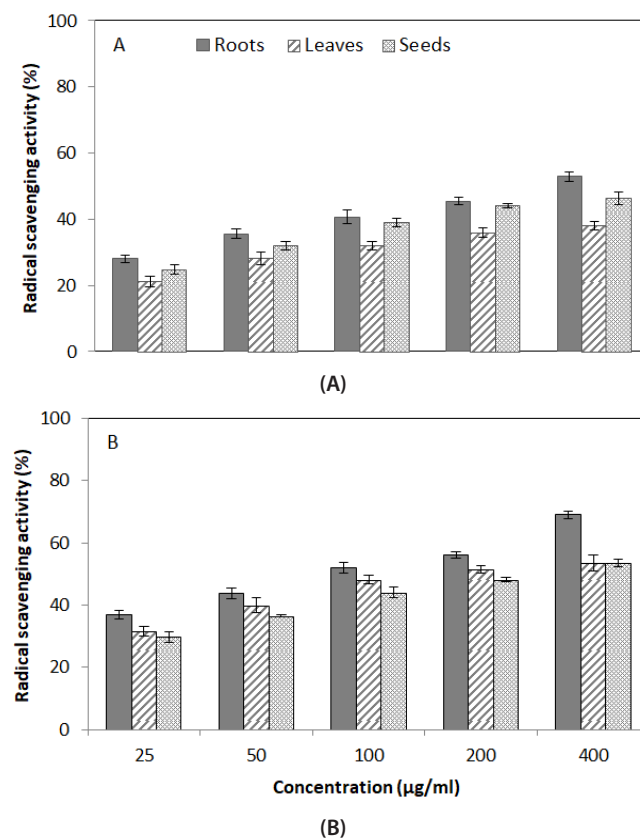 100
A
Roots Leaves Seeds
80
60
40
20
0
Radical scavenging activity (%)
(A)
100
B
80
60
40
20
0
Radical scavenging activity (%)
25 50 100 200 400
Concentration (µg/ml)
(B)